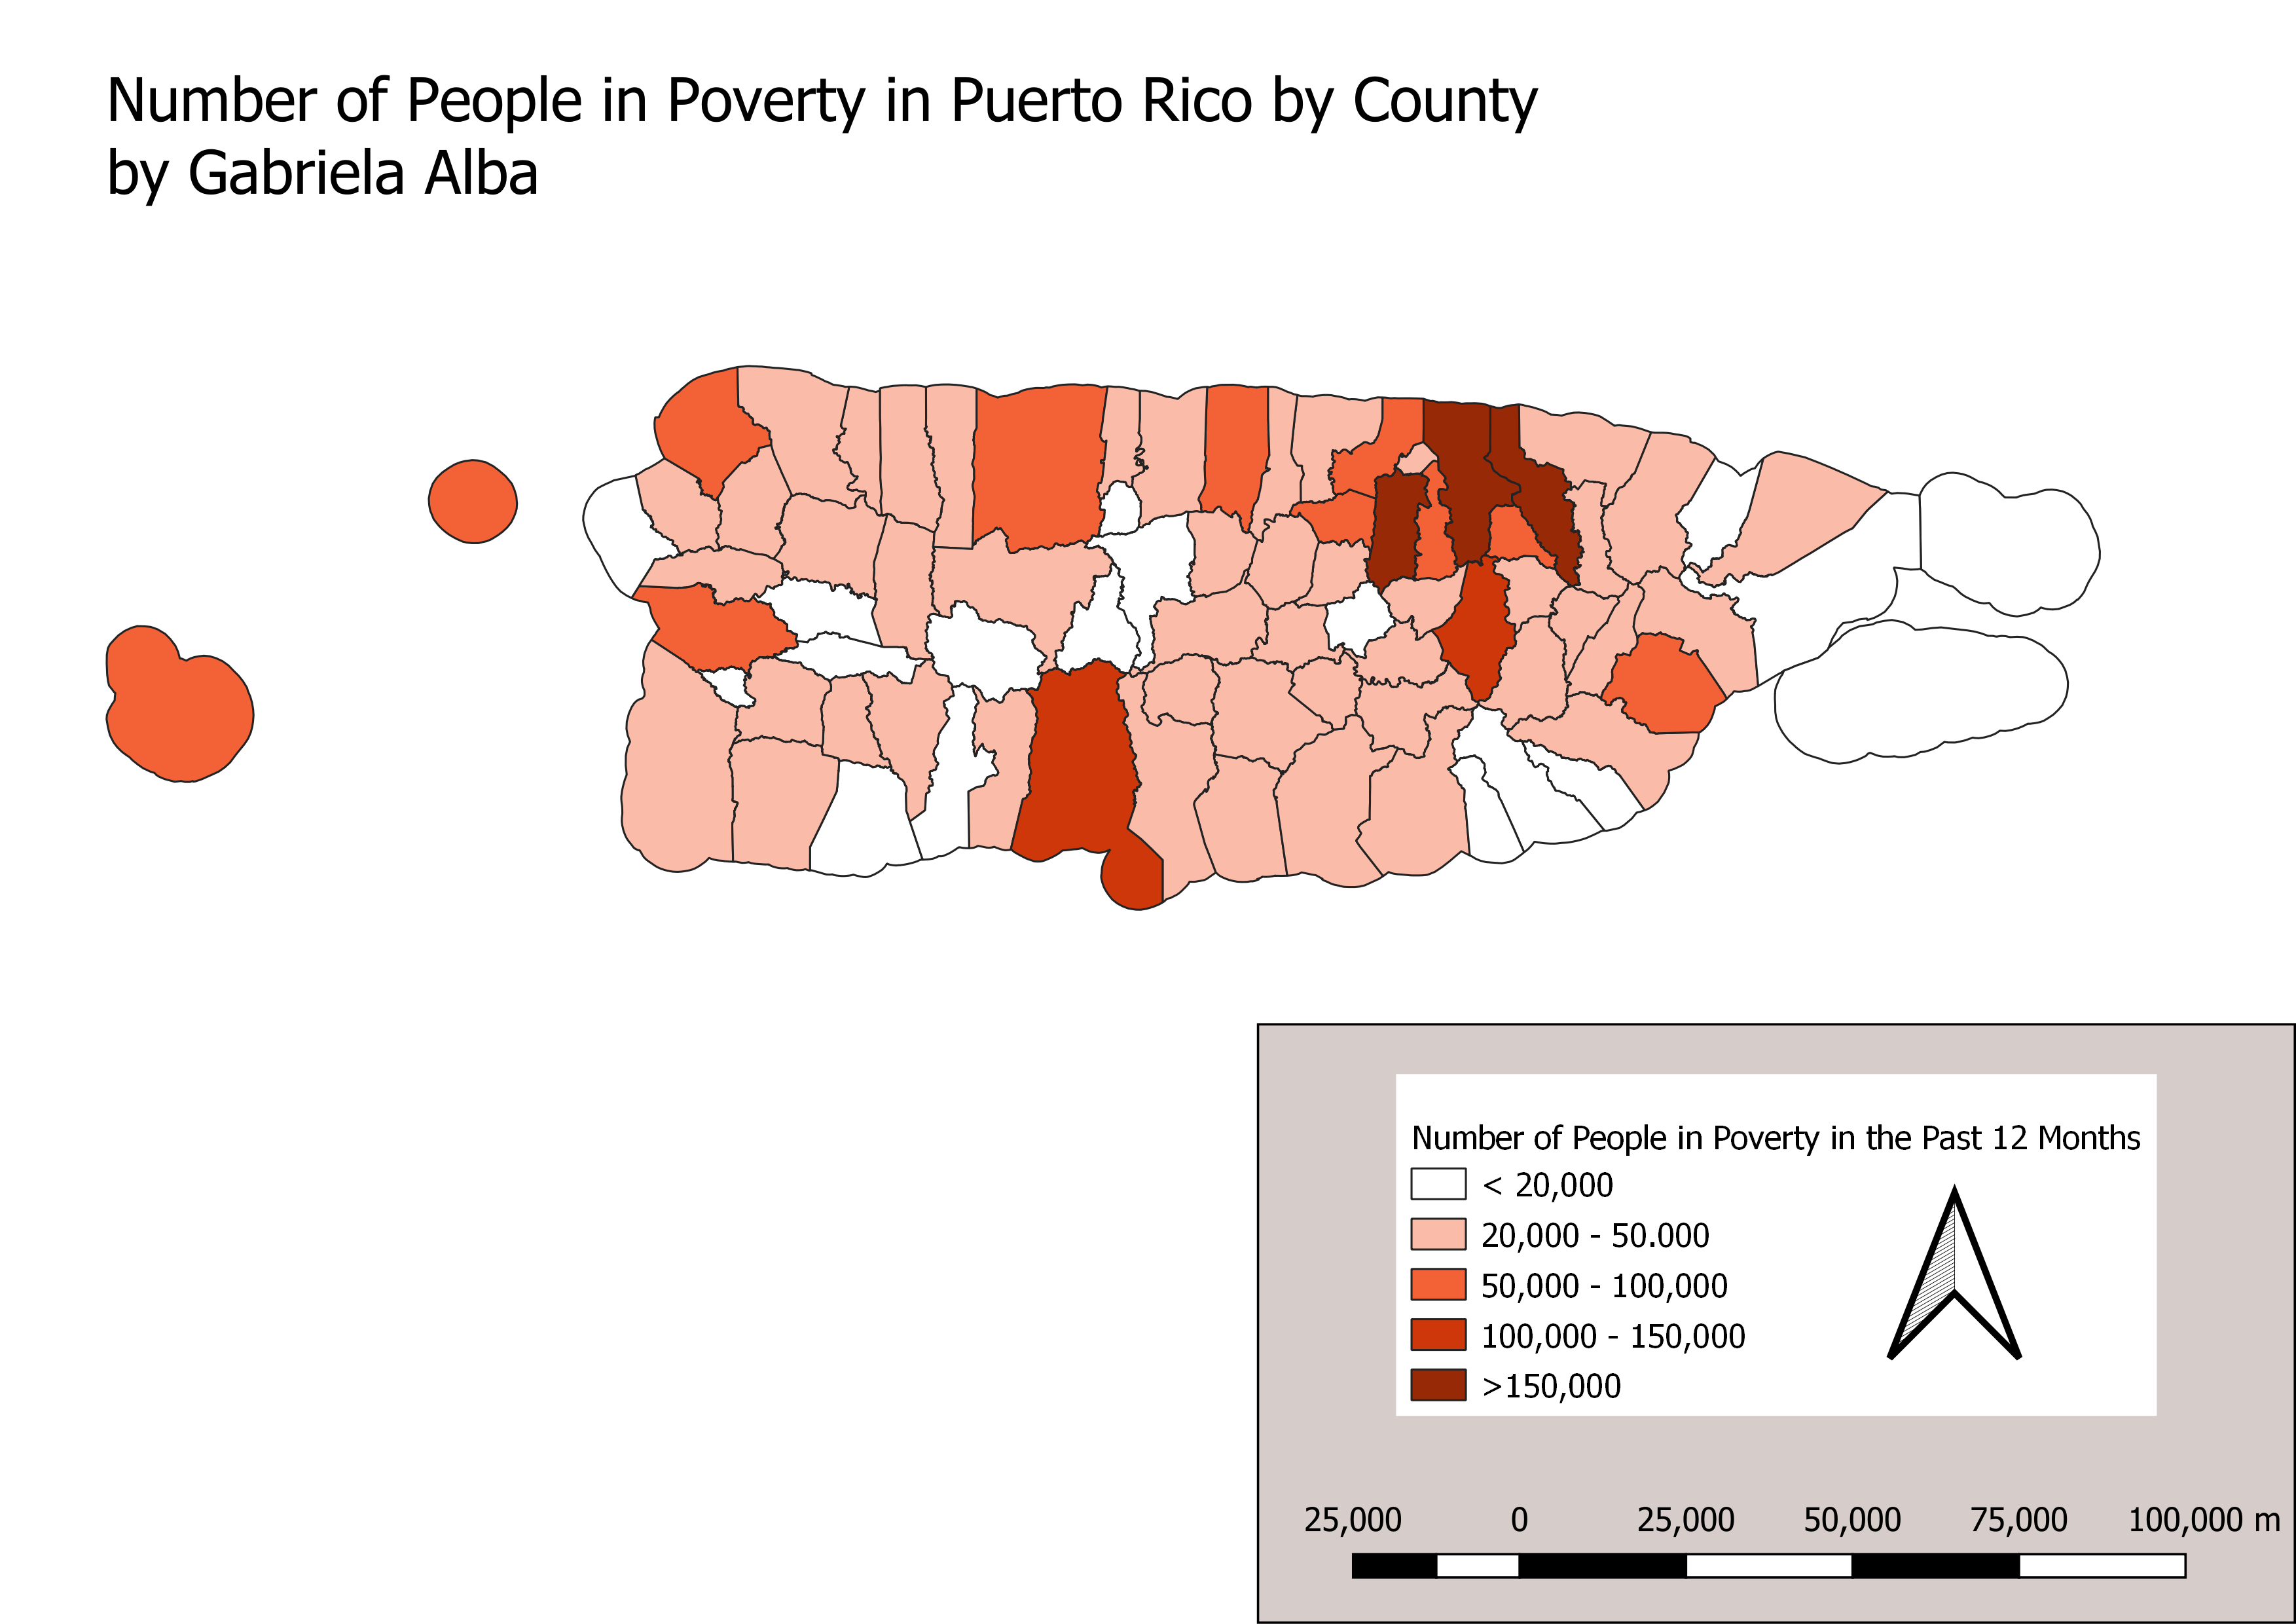 Number of People in Poverty in Puerto Rico by County
by Gabriela Alba
Number of People in Poverty in the Past 12 Months
< 20,000
20,000 - 50.000
50,000 - 100,000
100,000 - 150,000
>150,000
25,000 0 25,000 50,000 75,000 100,000 m